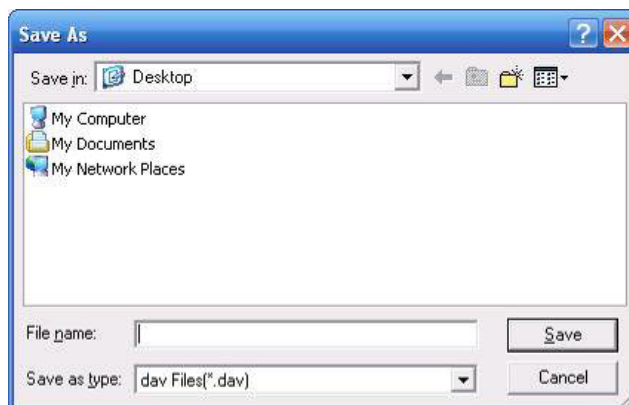 Save As
Save in: Desktop
My Computer
My Documents
My Network Places
File name:
Save
Save as type: dav Files(*.dav)
Cancel